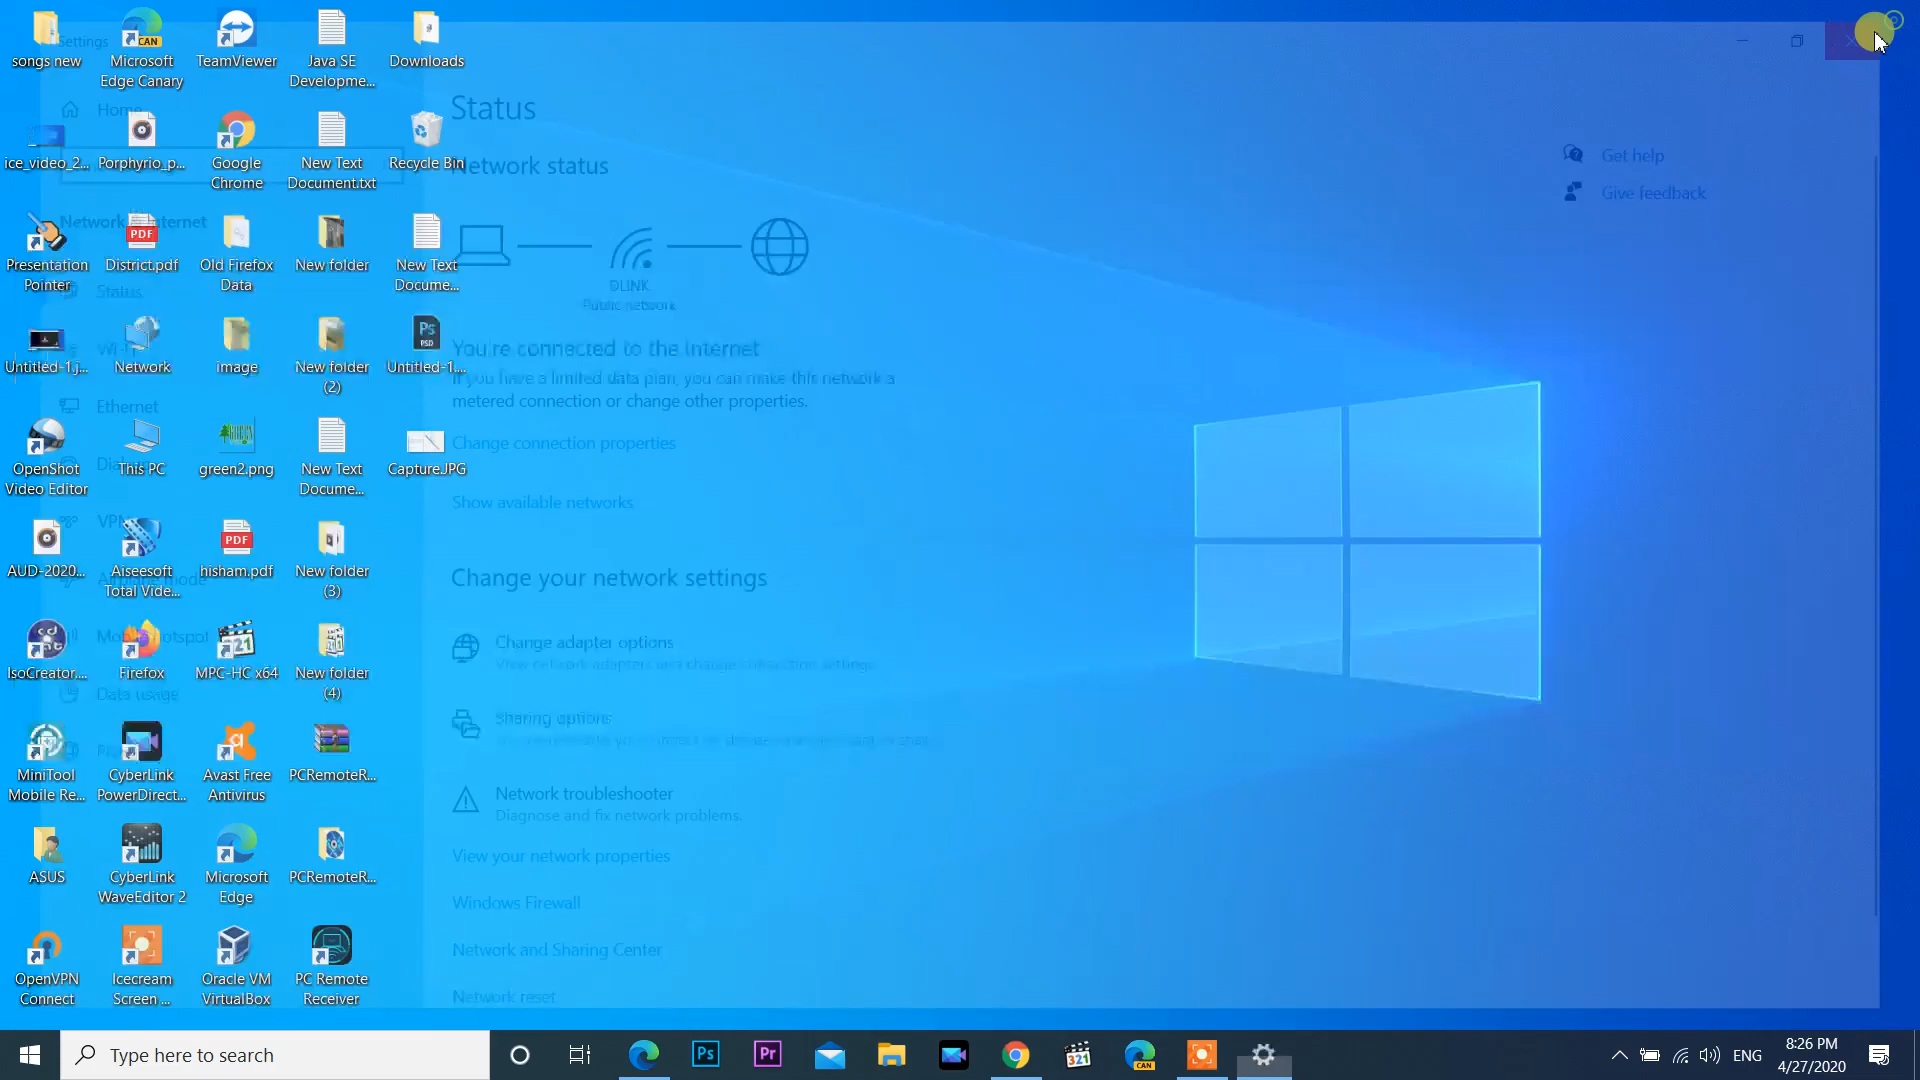 songs new
Microsoft
Edge Canary
TeamViewer
Java SE
Developme...
Downloads
ice_video_2...
Porphyrio_p...
Google
Chrome
New Text
Document.txt
Recycle Bin
Presentation
Pointer
District.pdf
Old Firefox
Data
New folder
New Text
Docume...
Untitled-1.j...
Network
image
New folder
(2)
Untitled-1....
OpenShot
Video Editor
This PC
green2.png
New Text
Docume...
Capture.JPG
AUD-2020...
Aiseesoft
Total Vide...
hisham.pdf
New folder
(3)
IsoCreator....
Firefox
MPC-HC x64
New folder
(4)
MiniTool
Mobile Re...
CyberLink
PowerDirect...
Avast Free
Antivirus
PCRemoteR...
ASUS
CyberLink
WaveEditor 2
Microsoft
Edge
PCRemoteR...
OpenVPN
Connect
Icecream
Screen ...
Oracle VM
VirtualBox
PC Remote
Receiver
Settings
Home
Network & Internet
Status
Wi-Fi
Ethernet
Dial-up
VPN
Airplane mode
Mobile hotspot
Data usage
Status
Network status
DLINK
Public network
You're connected to the Internet
If you have a limited data plan, you can make this network a
metered connection or change other properties.
Change connection properties
Show available networks
Change your network settings
Change adapter options
View network adapters and change connection settings.
Sharing options
Network troubleshooter
Diagnose and fix network problems.
View your network properties
Windows Firewall
Network and Sharing Center
Network reset
Get help
Give feedback
Type here to search
ENG
8:26 PM
4/27/2020